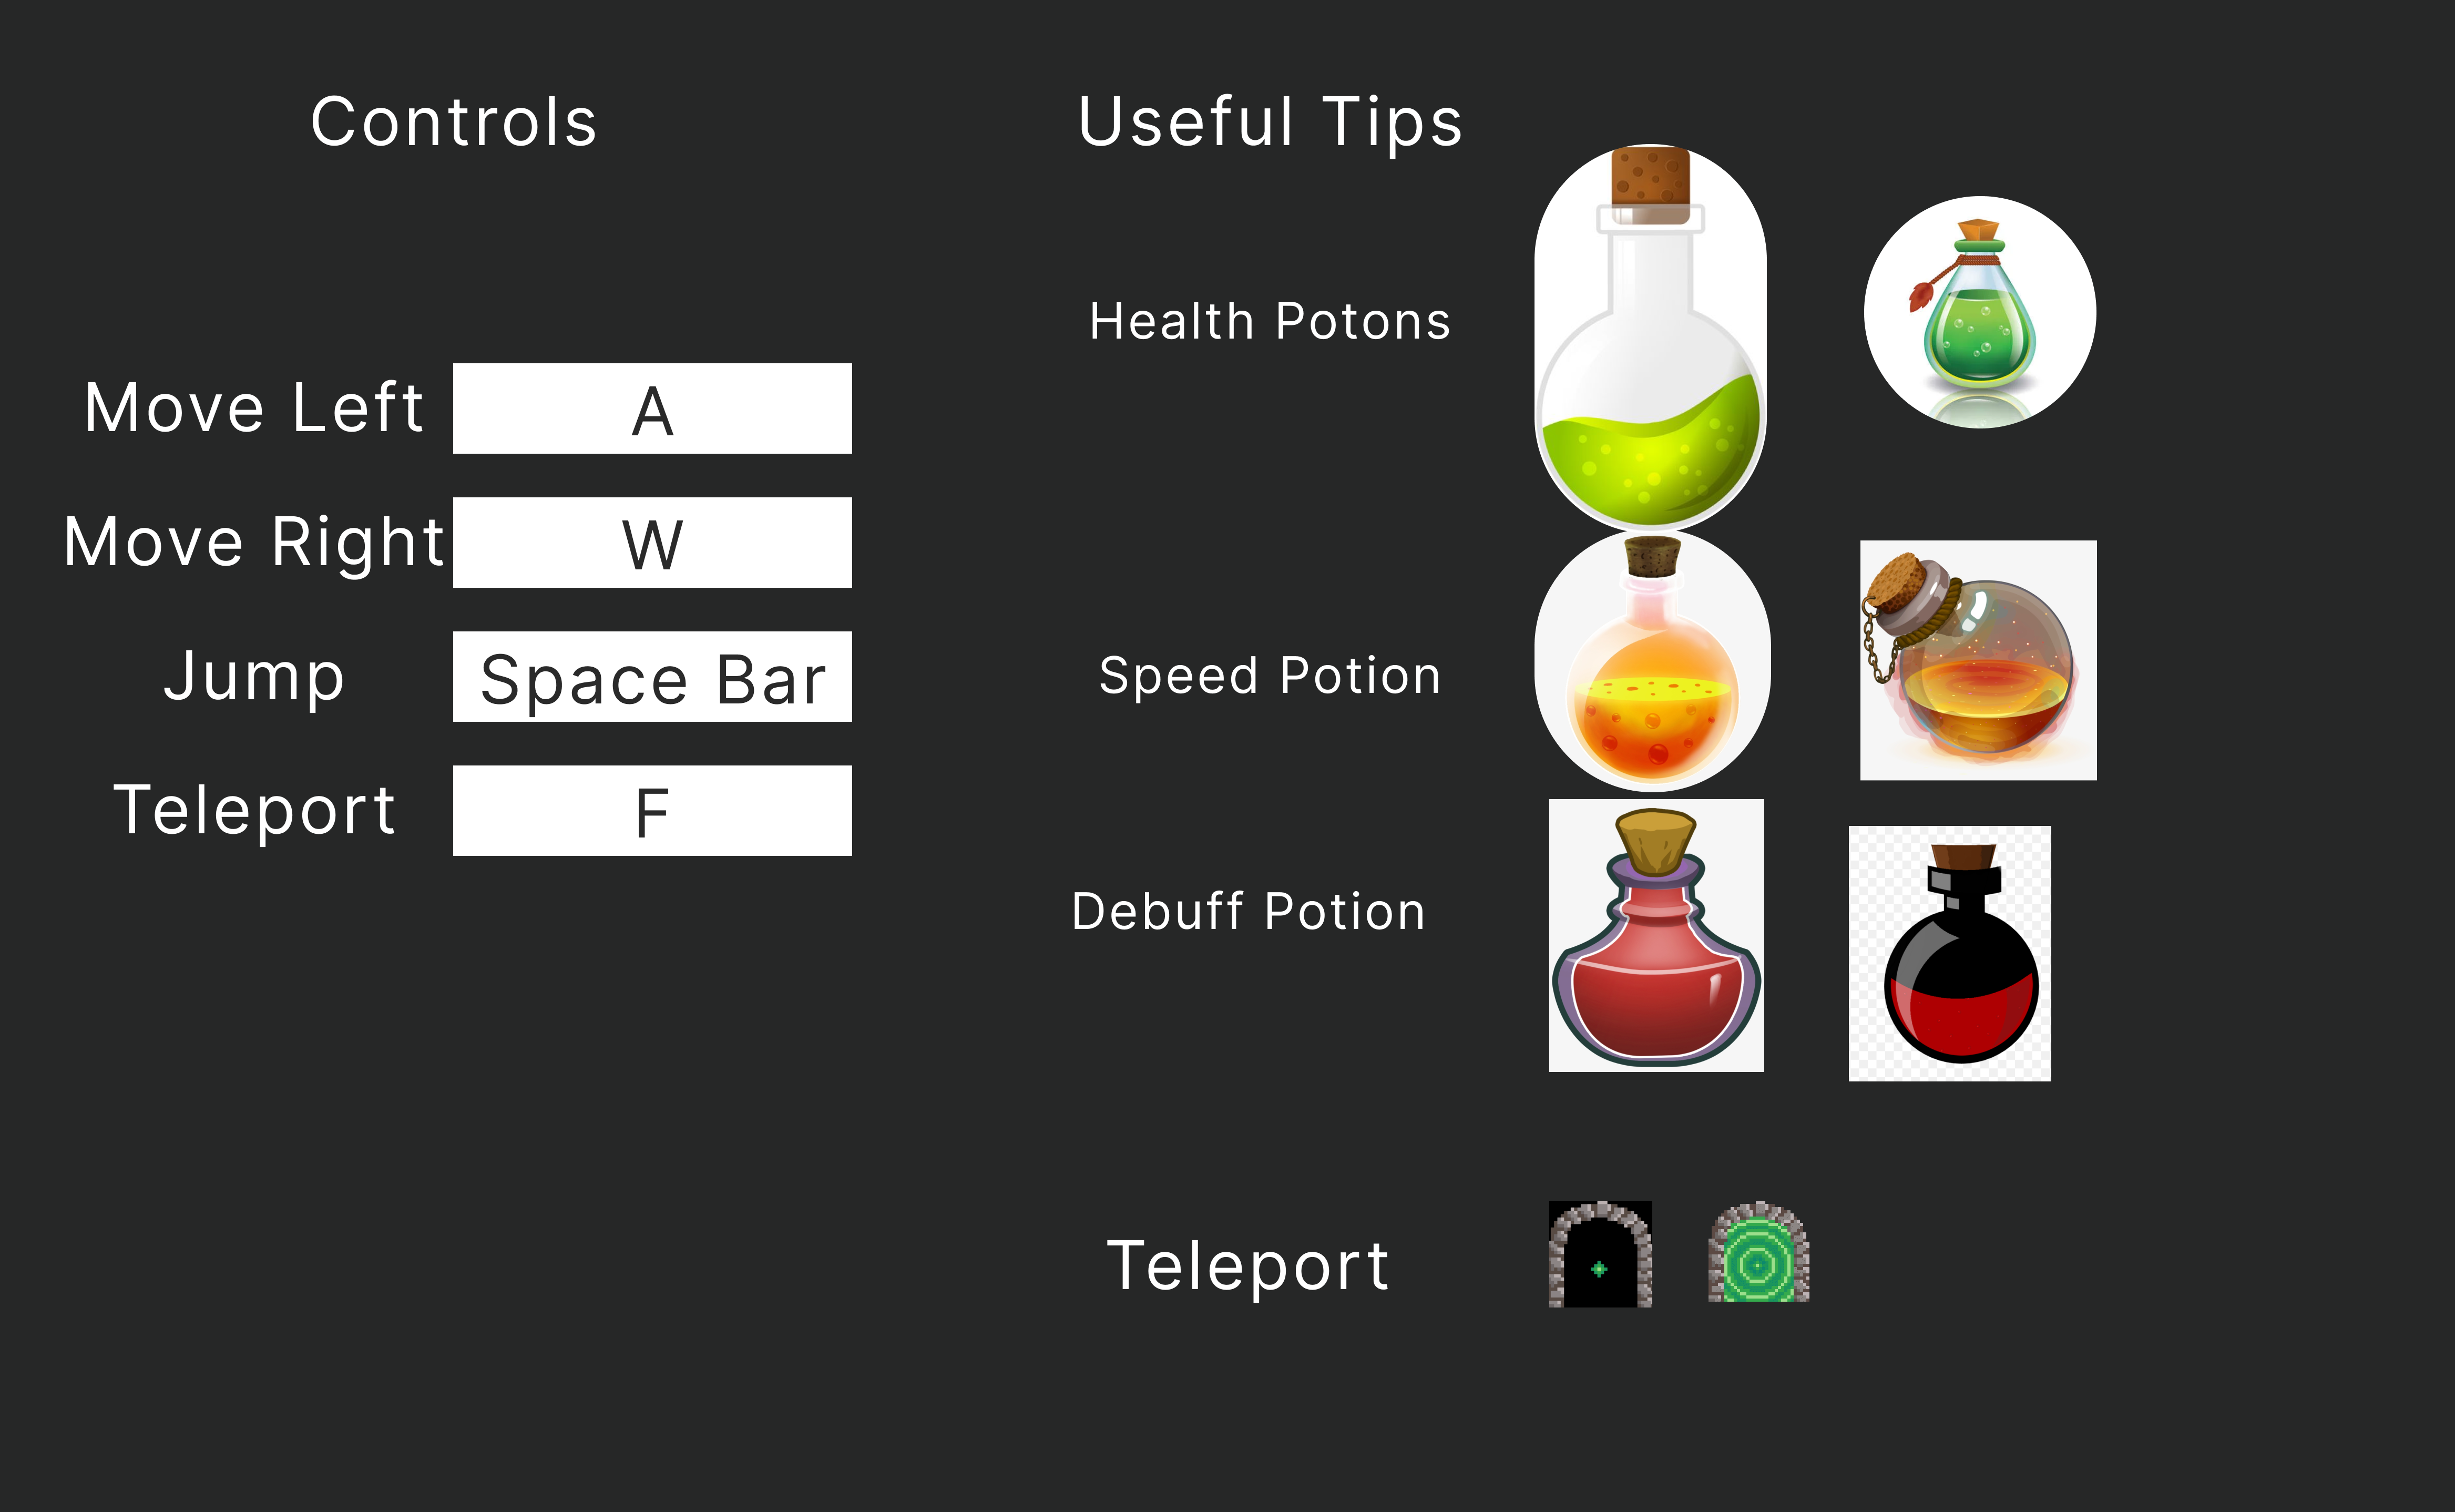 Controls
Move Left
A
Move Right
W
Jump
Space Bar
Teleport
F
Useful Tips
Health Potons
Speed Potion
Debuff Potion
Teleport